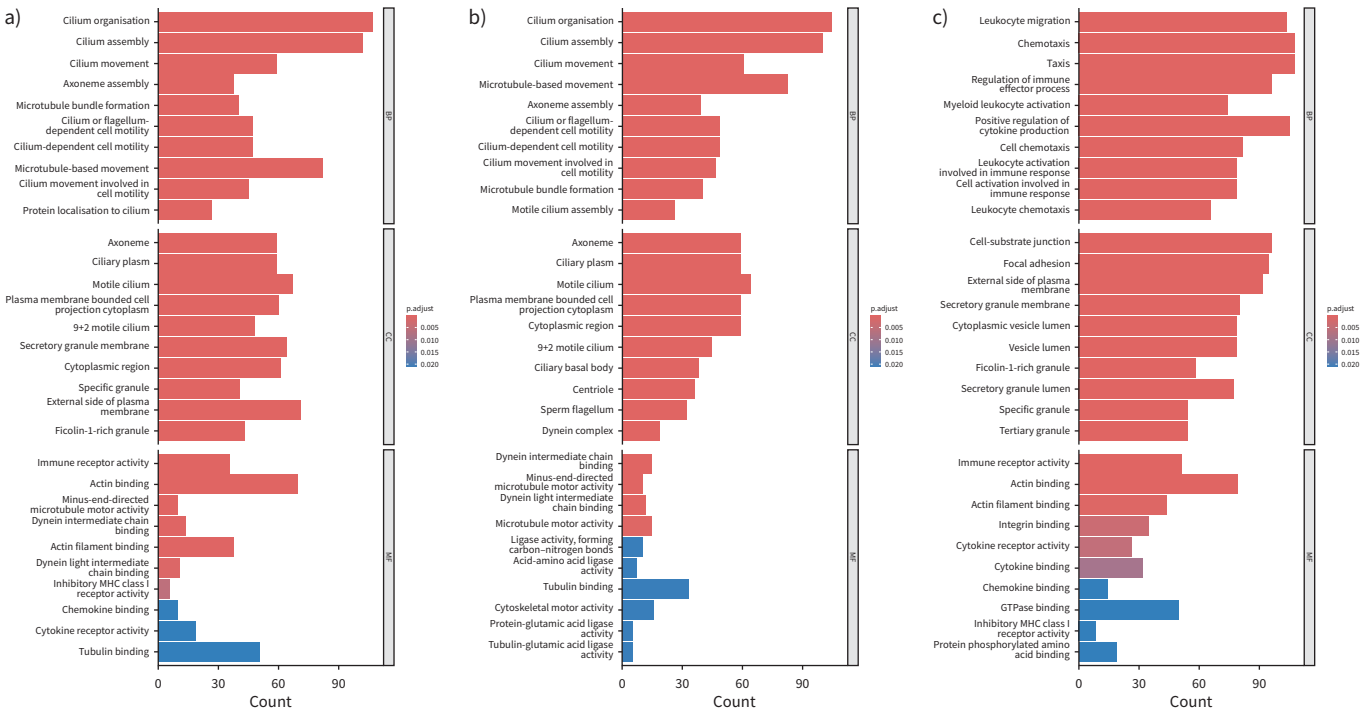 a)
Cilium organisation
Cilium assembly
Cilium movement
Axoneme assembly
Microtubule bundle formation
Cilium or flagellum-
dependent cell motility
Cilium-dependent cell motility
Microtubule-based movement
Cilium movement involved in
cell motility
Protein localisation to cilium
BP
Axoneme
Ciliary plasm
Motile cilium
Plasma membrane bounded cell
projection cytoplasm
9+2 motile cilium
Secretory granule membrane
Cytoplasmic region
Specific granule
External side of plasma
membrane
Ficolin-1-rich granule
CC
Immune receptor activity
Actin binding
Minus-end-directed
microtubule motor activity
Dynein intermediate chain
binding
Actin filament binding
Dynein light intermediate
chain binding
Inhibitory MHC class I
receptor activity
Chemokine binding
Cytokine receptor activity
Tubulin binding
MF
0 30 60 90
Count
p.adjust
0.005
0.010
0.015
0.020
b)
Cilium organisation
Cilium assembly
Cilium movement
Microtubule-based movement
Axoneme assembly
Cilium or flagellum-
dependent cell motility
Cilium-dependent cell motility
Cilium movement involved in
cell motility
Microtubule bundle formation
Motile cilium assembly
BP
Axoneme
Ciliary plasm
Motile cilium
Plasma membrane bounded cell
projection cytoplasm
Cytoplasmic region
9+2 motile cilium
Ciliary basal body
Centriole
Sperm flagellum
Dynein complex
CC
Dynein intermediate chain
binding
Minus-end-directed
microtubule motor activity
Dynein light intermediate
chain binding
Microtubule motor activity
Ligase activity, forming
carbon–nitrogen bonds
Acid-amino acid ligase
activity
Tubulin binding
Cytoskeletal motor activity
Protein-glutamic acid ligase
activity
Tubulin-glutamic acid ligase
activity
MF
0 30 60 90
Count
p.adjust
0.005
0.010
0.015
0.020
c)
Leukocyte migration
Chemotaxis
Taxis
Regulation of immune
effector process
Myeloid leukocyte activation
Positive regulation of
cytokine production
Cell chemotaxis
Leukocyte activation
involved in immune response
Cell activation involved in
immune response
Leukocyte chemotaxis
BP
Cell-substrate junction
Focal adhesion
External side of plasma
membrane
Secretory granule membrane
Cytoplasmic vesicle lumen
Vesicle lumen
Ficolin-1-rich granule
Secretory granule lumen
Specific granule
Tertiary granule
CC
Immune receptor activity
Actin binding
Actin filament binding
Integrin binding
Cytokine receptor activity
Cytokine binding
Chemokine binding
GTPase binding
Inhibitory MHC class I
receptor activity
Protein phosphorylated amino
acid binding
MF
0 30 60 90
Count
p.adjust
0.005
0.010
0.015
0.020